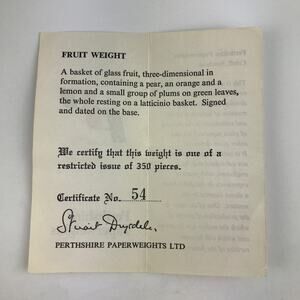 FRUIT WEIGHT
A basket of glass fruit, three-dimensional in
formation, containing a pear, an orange and a
lemon and a small group of plums on green leaves,
the whole resting on a latticinio basket. Signed
and dated on the base.
We certify that this weight is one of a
restricted issue of 350 pieces.
Certificate No. 54
Stuart Drysdale.
PERTHSHIRE PAPERWEIGHTS LTD